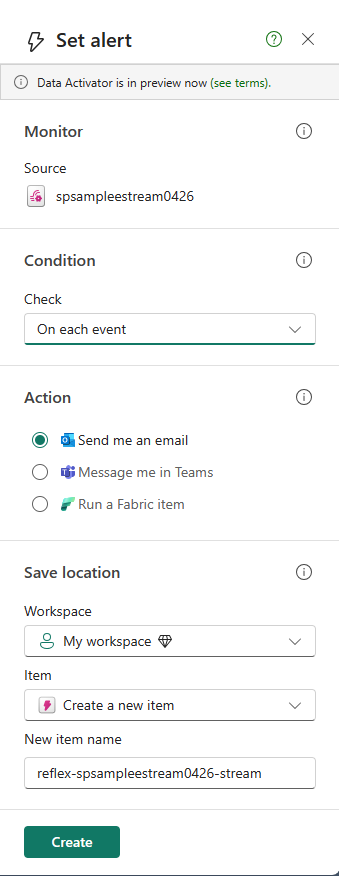 Set alert
Data Activator is in preview now (see terms).
Monitor
Source
spsampleestream0426
Condition
Check
On each event
Action
Send me an email
Message me in Teams
Run a Fabric item
Save location
Workspace
My workspace
Item
Create a new item
New item name
reflex-spsampleestream0426-stream
Create